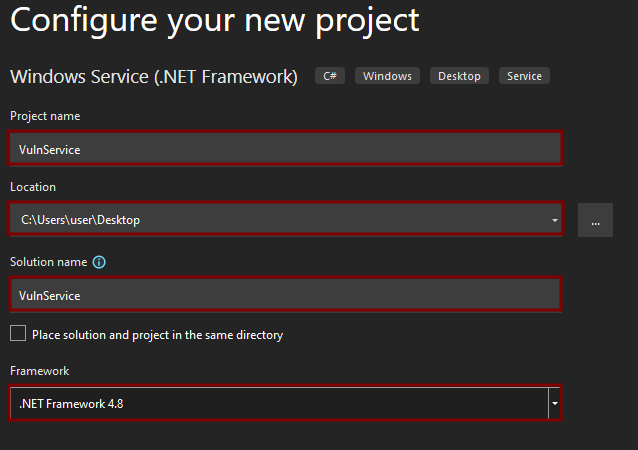 Configure your new project
Windows Service (.NET Framework) C# Windows Desktop Service
Project name
VulnService
Location
C:\Users\user\Desktop
...
Solution name
VulnService
Place solution and project in the same directory
Framework
.NET Framework 4.8